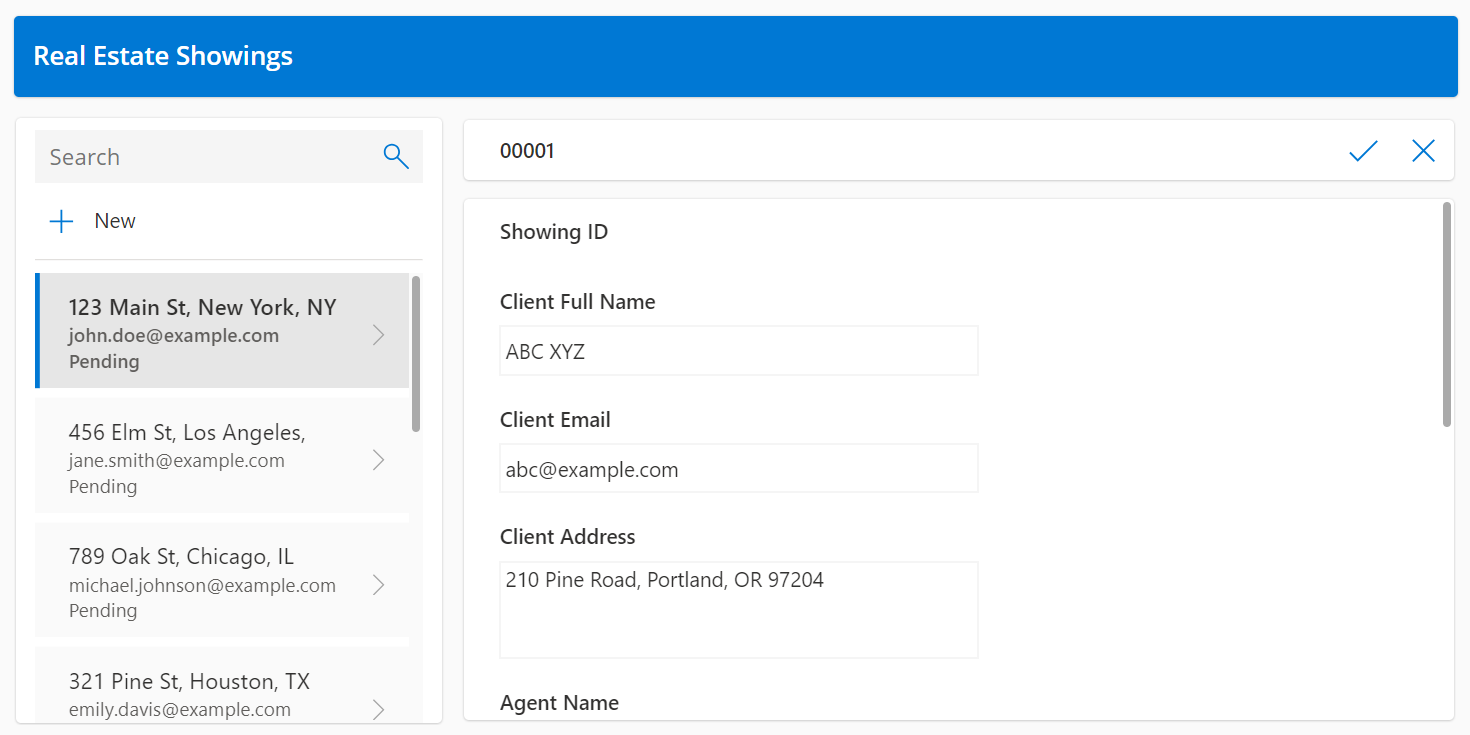 Real Estate Showings
Search
New
123 Main St, New York, NY
john.doe@example.com
Pending
456 Elm St, Los Angeles,
jane.smith@example.com
Pending
789 Oak St, Chicago, IL
michael.johnson@example.com
Pending
321 Pine St, Houston, TX
emily.davis@example.com
00001
Showing ID
Client Full Name
ABC XYZ
Client Email
abc@example.com
Client Address
210 Pine Road, Portland, OR 97204
Agent Name